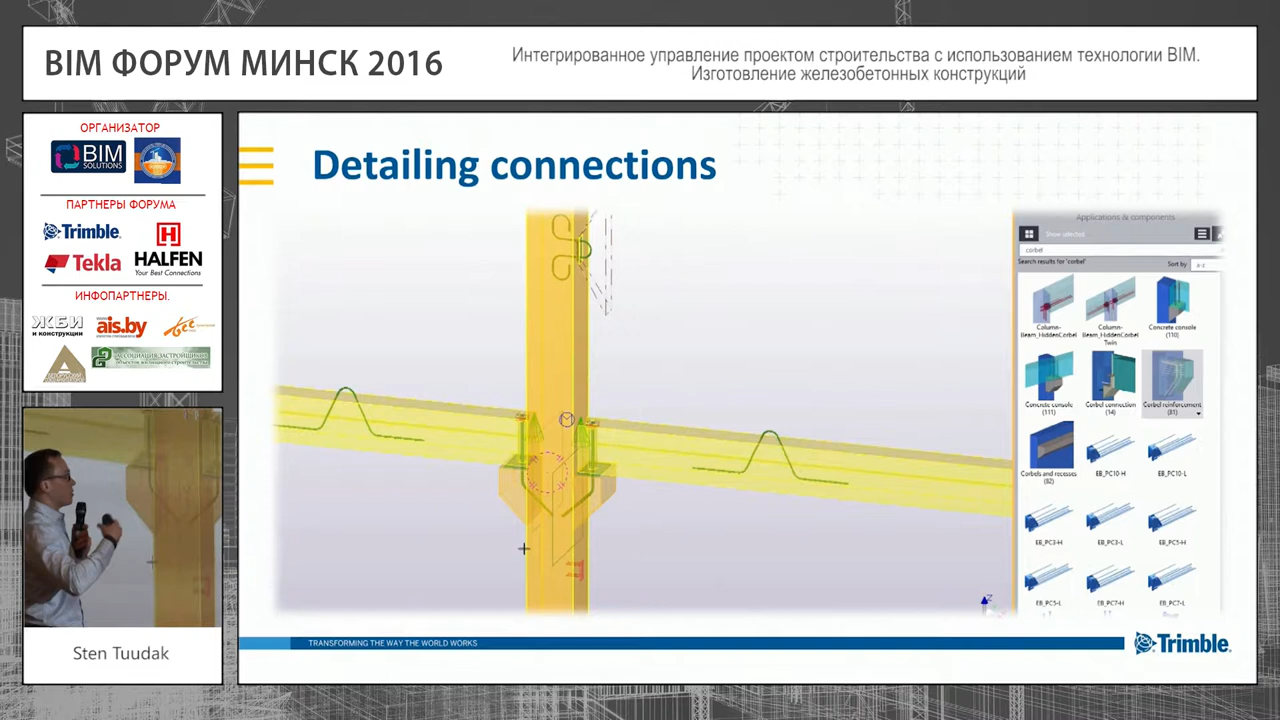 BIM ФОРУМ МИНСК 2016
Интегрированное управление проектом строительства с использованием технологии BIM.
Изготовление железобетонных конструкций
ОРГАНИЗАТОР
BIM
SOLUTIONS
ПАРТНЕРЫ ФОРУМА
Trimble
HALFEN
Your Best Connections
Tekla
ИНФОПАРТНЕРЫ.
ЖБИ
и конструкции
ais.by
АССОЦИАЦИЯ ЗАСТРОЙЩИКОВ
Sten Tuudak
Detailing connections
Applications & components
Show selected
corbel
Search results for 'corbel'
Sort by
a-z
Column-
Beam_HiddenCorbel
Column-
Beam_HiddenCorbel
Twin
Concrete console
(110)
Concrete console
(111)
Corbel connection
(14)
Corbel reinforcement
(81)
Corbels and recesses
(82)
EB_PC10-H
EB_PC10-L
EB_PC3-H
EB_PC3-L
EB_PC5-H
EB_PC5-L
EB_PC7-H
EB_PC7-L
TRANSFORMING THE WAY THE WORLD WORKS
Trimble